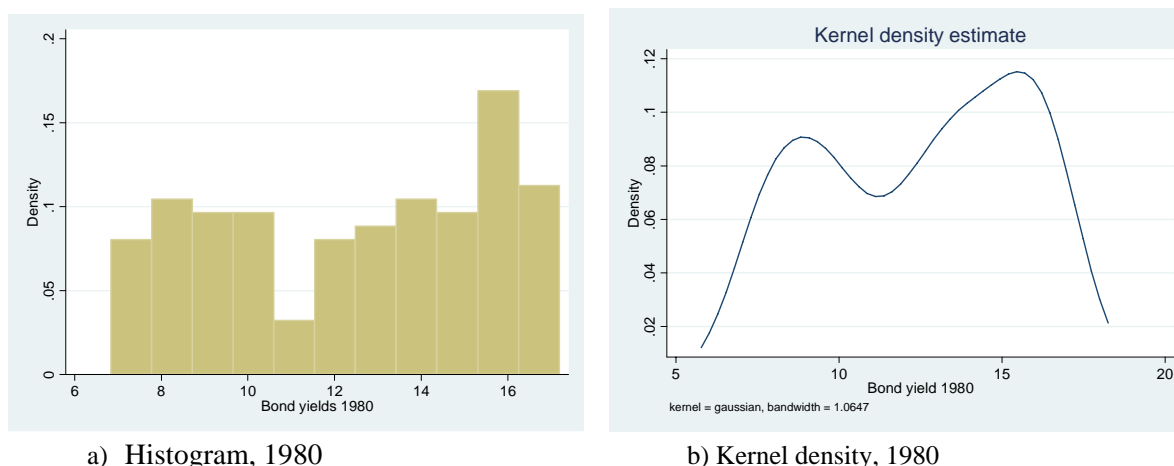 .2
.15
.1
.05
0
Density
6 8 10 12 14 16
Bond yields 1980
a) Histogram, 1980
Kernel density estimate
.12
.1
.08
.06
.04
.02
Density
5 10 15 20
Bond yield 1980
kernel = gaussian, bandwidth = 1.0647
b) Kernel density, 1980